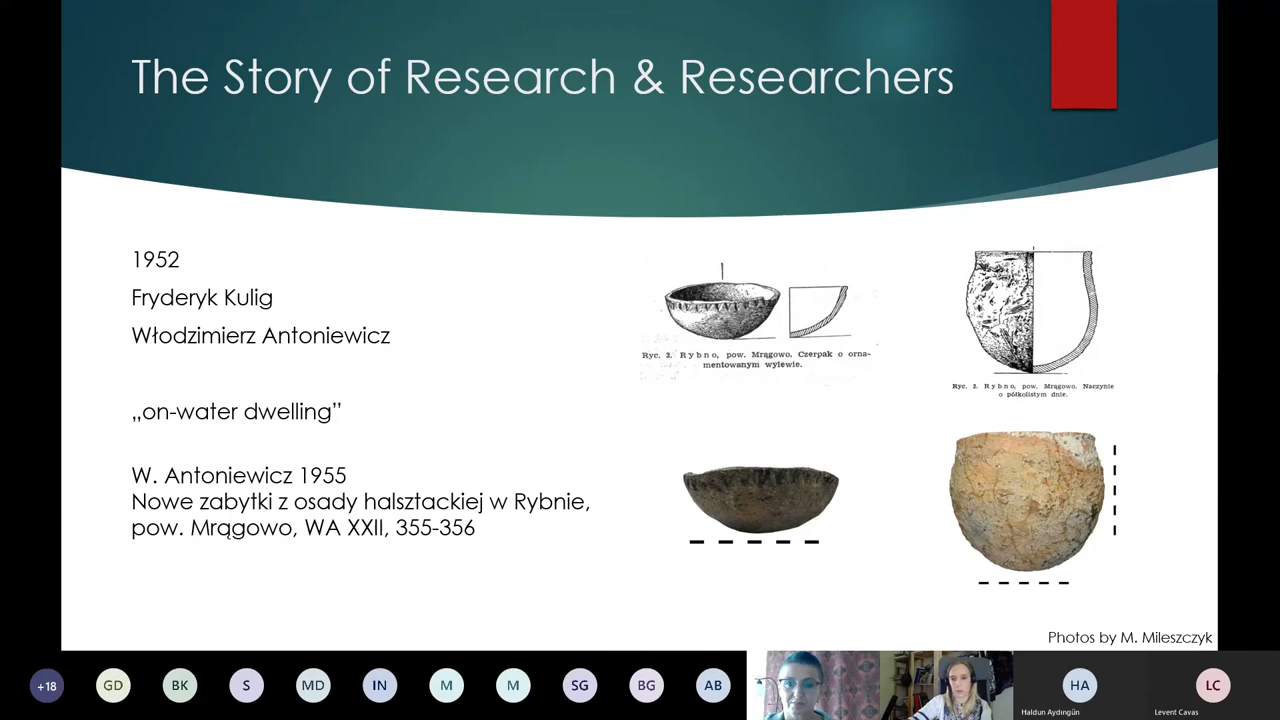 The Story of Research & Researchers
1952
Fryderyk Kulig
Włodzimierz Antoniewicz
„on-water dwelling”
W. Antoniewicz 1955
Nowe zabytki z osady halsztackiej w Rybnie,
pow. Mrągowo, WA XXII, 355-356
Ryc. 3. Rybno, pow. Mrągowo. Czerpak o orna-
mentowanym wylewie.
Ryc. 2. Rybno, pow. Mrągowo. Naczynie
o półkolistym dnie.
Photos by M. Mileszczyk
+18
GD
BK
S
MD
IN
M
M
SG
BG
AB
HA
LC
Haldun Aydıngün
Levent Cavas